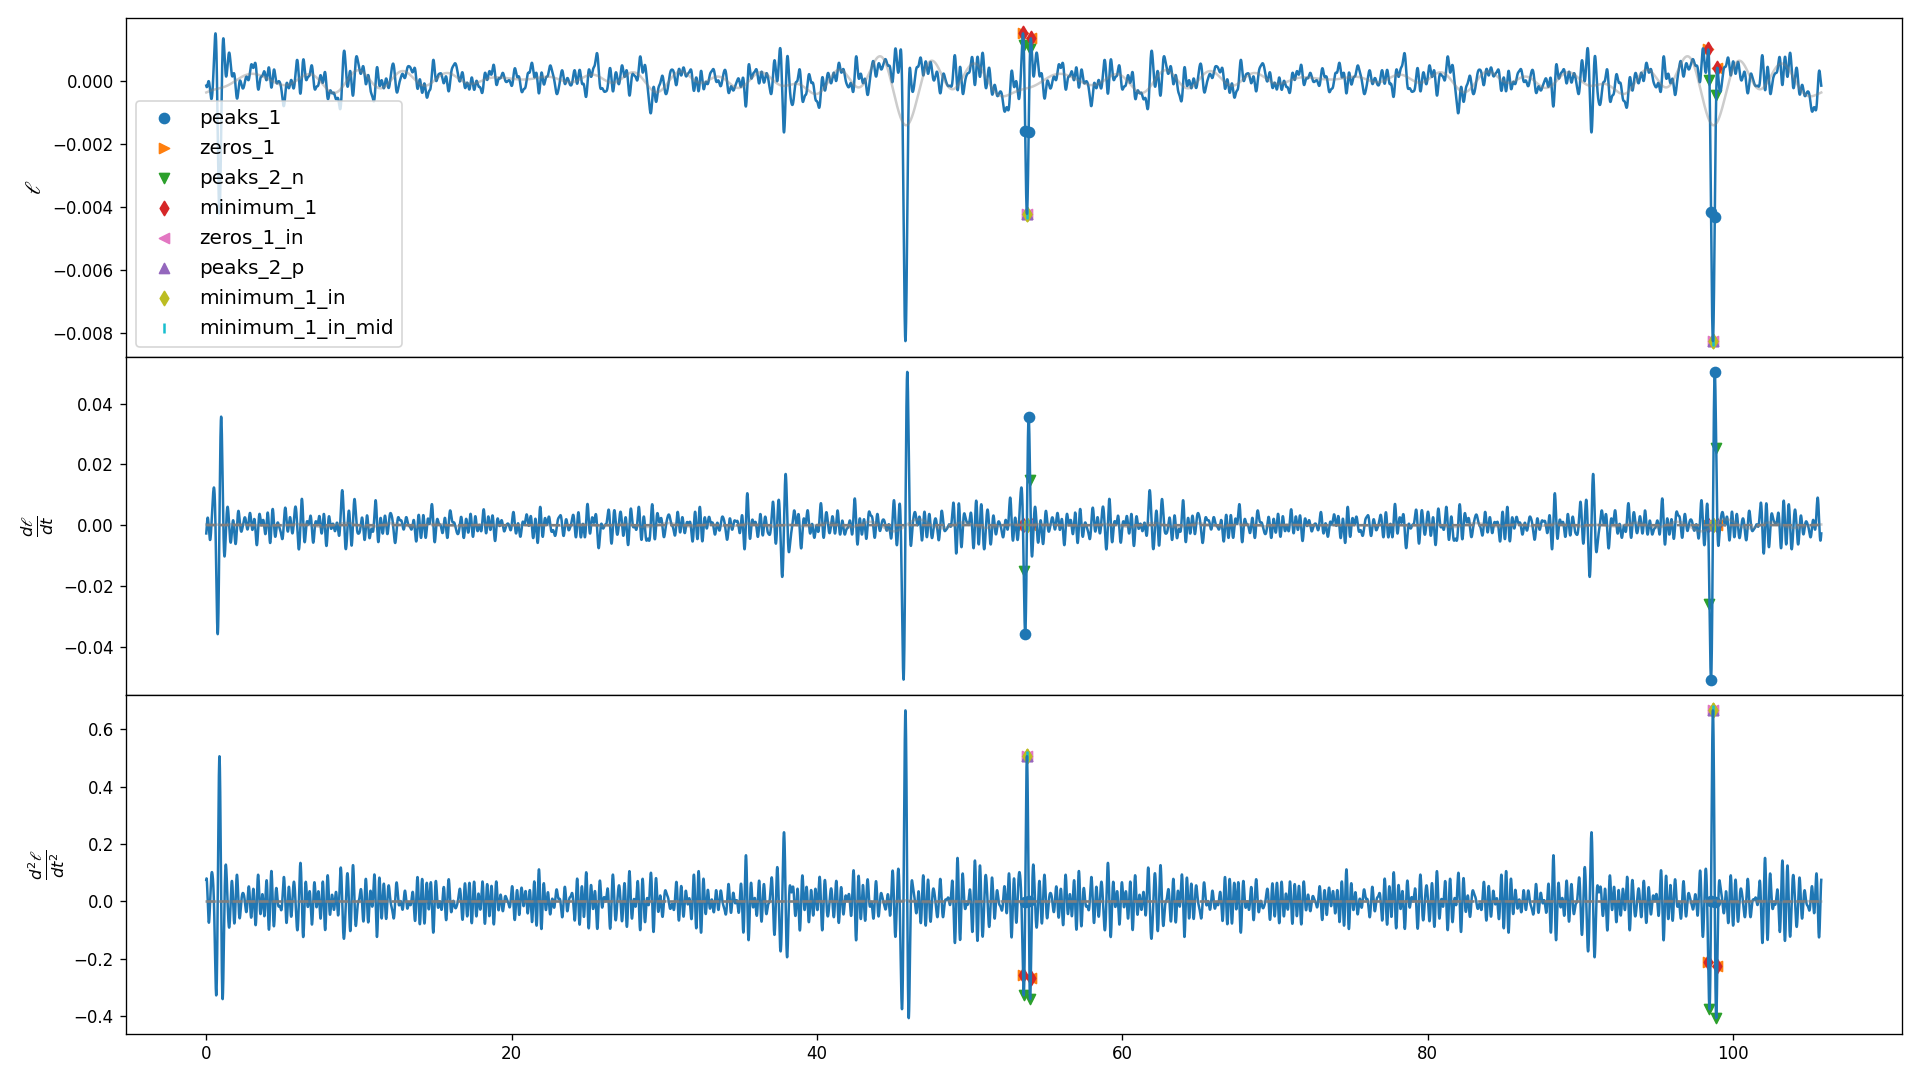 0.000
−0.002
−0.004
−0.006
−0.008
ℓ
peaks_1
zeros_1
peaks_2_n
minimum_1
zeros_1_in
peaks_2_p
minimum_1_in
minimum_1_in_mid
0.04
0.02
0.00
−0.02
−0.04
dℓ/dt
0.6
0.4
0.2
0.0
−0.2
−0.4
d²ℓ/dt²
0 20 40 60 80 100